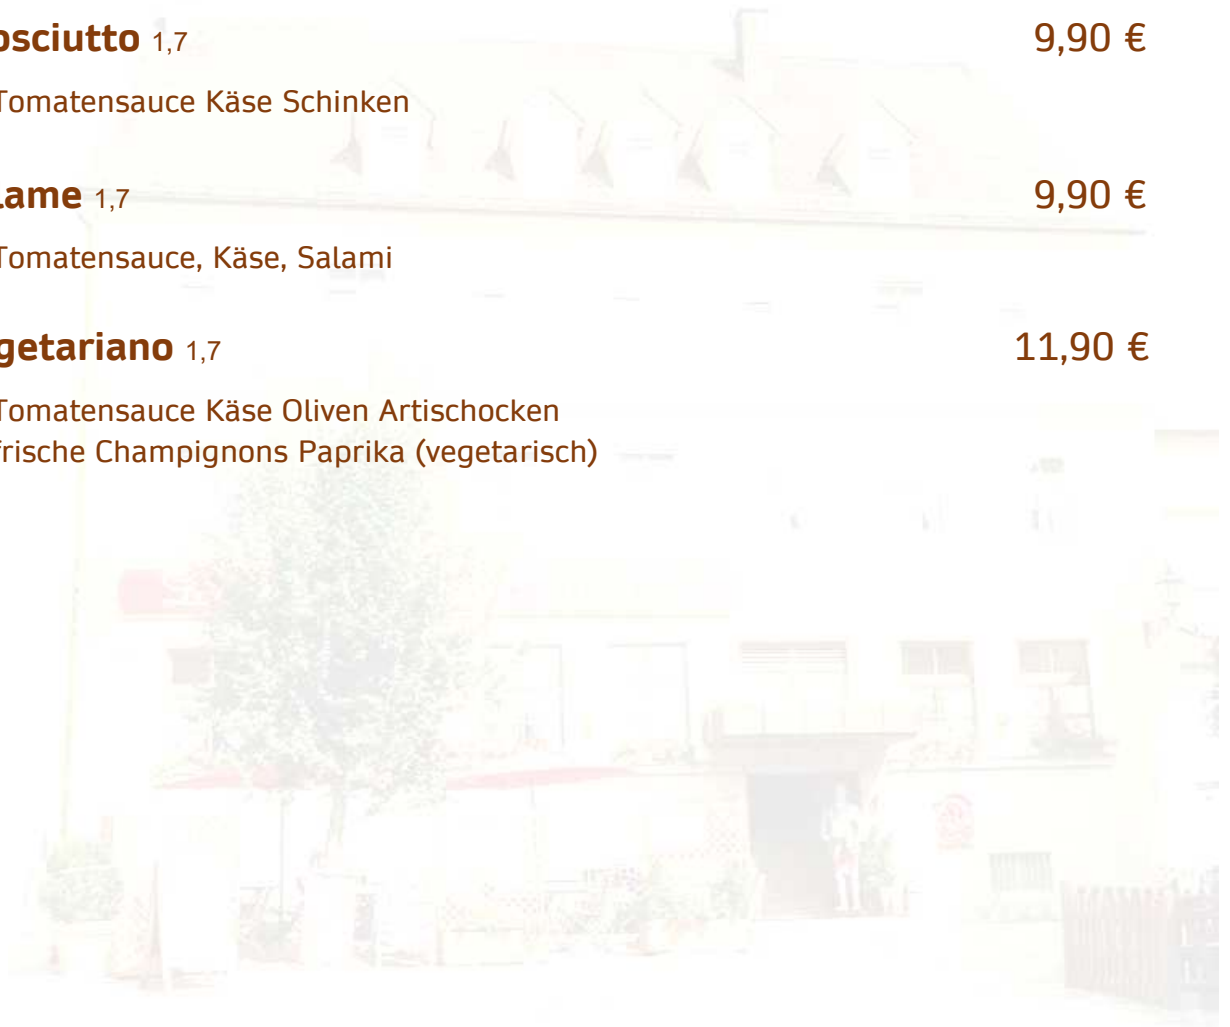 osciutto 1,7 9,90 €
Tomatensauce Käse Schinken
lame 1,7 9,90 €
Tomatensauce, Käse, Salami
getariano 1,7 11,90 €
Tomatensauce Käse Oliven Artischocken
frische Champignons Paprika (vegetarisch)